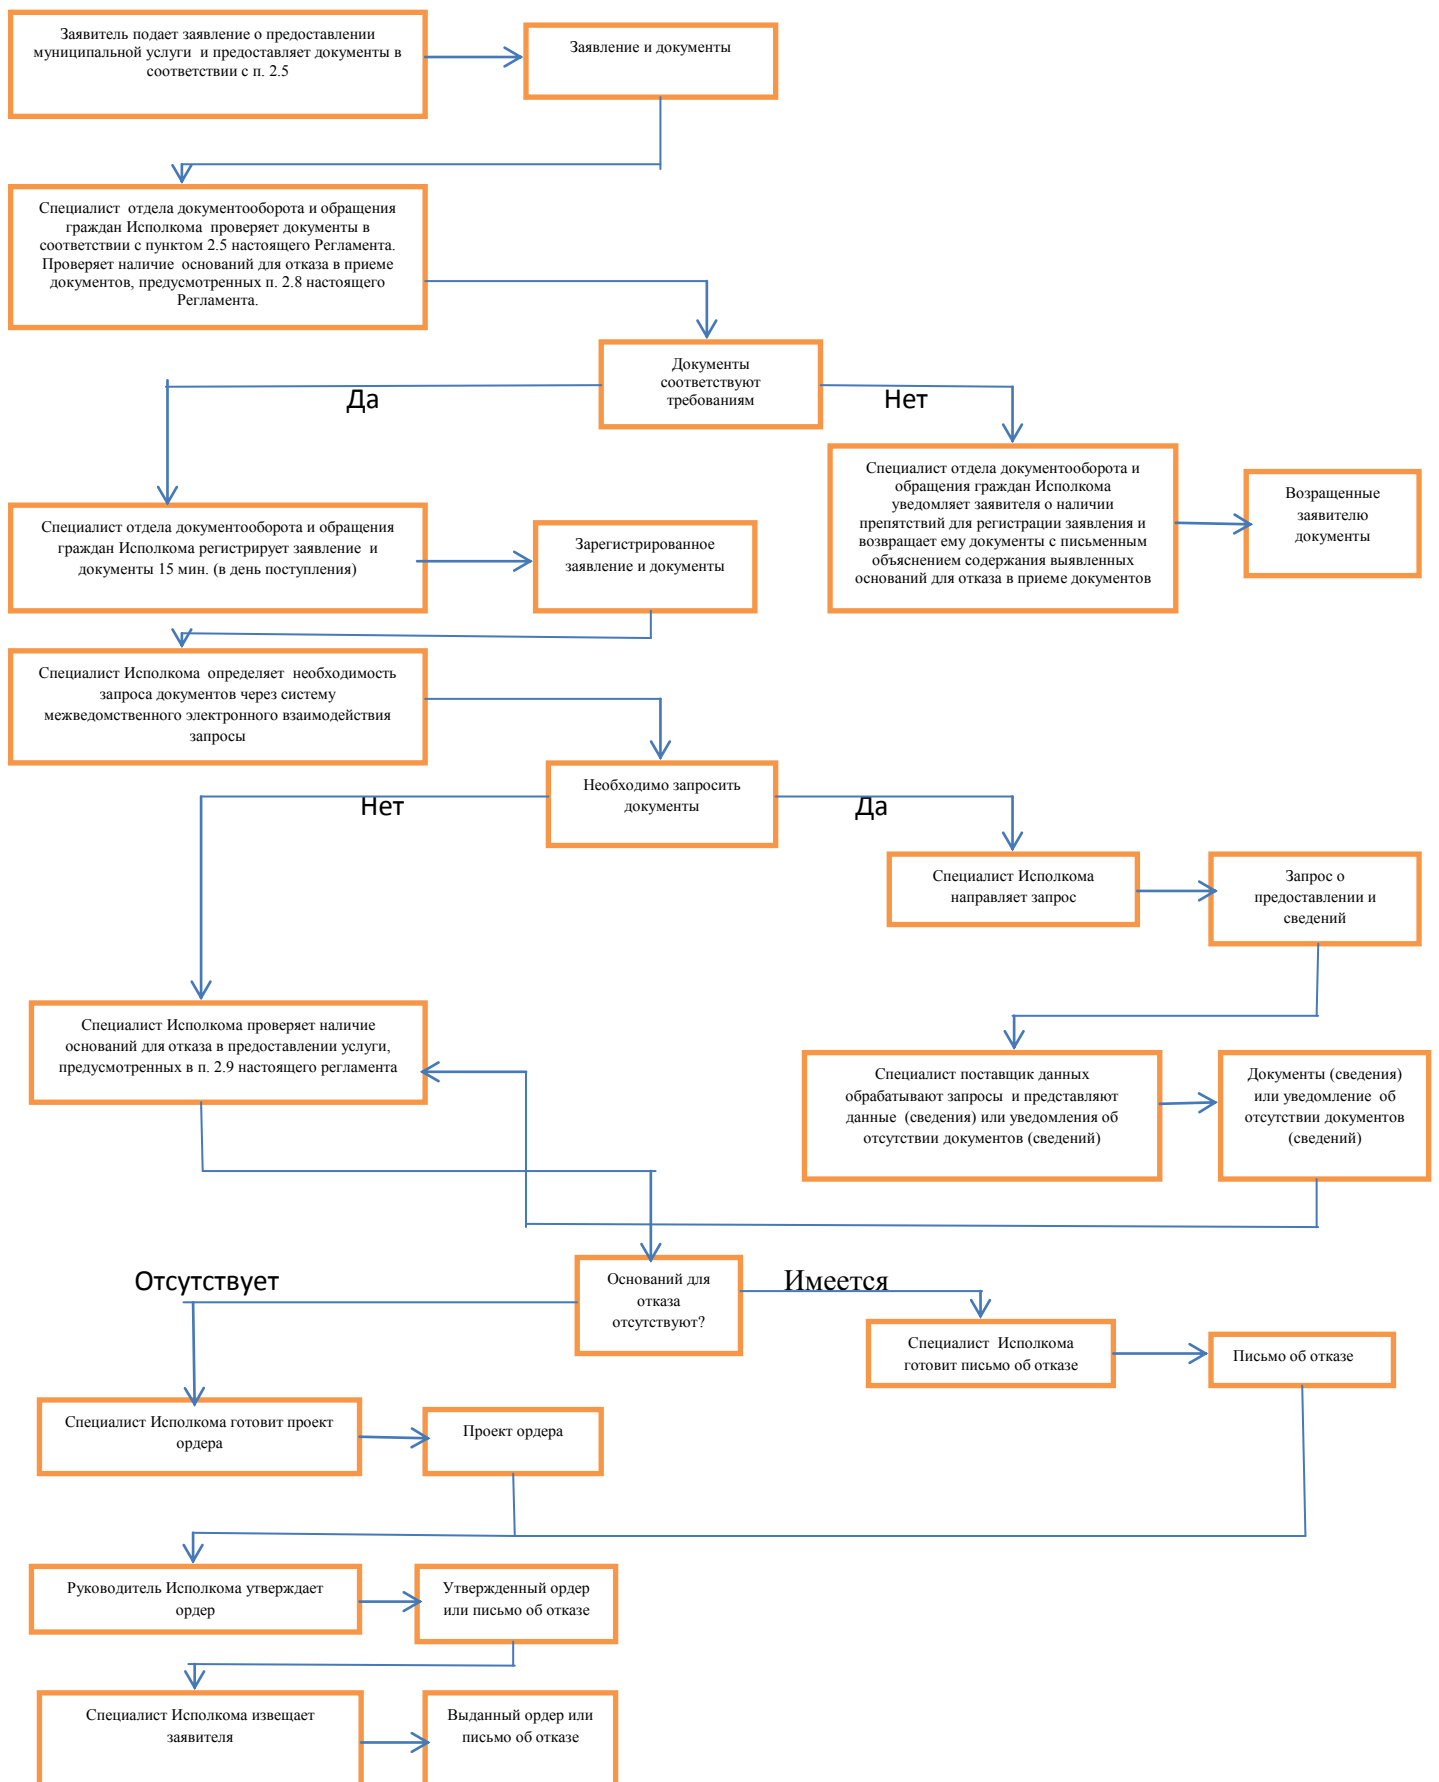 Заявитель подает заявление о предоставлении
муниципальной услуги и предоставляет документы в
соответствии с п. 2.5
Заявление и документы
Специалист отдела документооборота и обращения
граждан Исполкома проверяет документы в
соответствии с пунктом 2.5 настоящего Регламента.
Проверяет наличие оснований для отказа в приеме
документов, предусмотренных п. 2.8 настоящего
Регламента.
Документы
соответствуют
требованиям
Да
Нет
Специалист отдела документооборота и
обращения граждан Исполкома
уведомляет заявителя о наличии
препятствий для регистрации заявления и
возвращает ему документы с письменным
объяснением содержания выявленных
оснований для отказа в приеме документов
Возращенные
заявителю
документы
Специалист отдела документооборота и обращения
граждан Исполкома регистрирует заявление и
документы 15 мин. (в день поступления)
Зарегистрированное
заявление и документы
Специалист Исполкома определяет необходимость
запроса документов через систему
межведомственного электронного взаимодействия
запросы
Необходимо запросить
документы
Нет
Да
Специалист Исполкома
направляет запрос
Запрос о
предоставлении и
сведений
Специалист Исполкома проверяет наличие
оснований для отказа в предоставлении услуги,
предусмотренных в п. 2.9 настоящего регламента
Специалист поставщик данных
обрабатывают запросы и представляют
данные (сведения) или уведомления об
отсутствии документов (сведений)
Документы (сведения)
или уведомление об
отсутствии документов
(сведений)
Отсутствует
Оснований для
отказа
отсутствуют?
Имеется
Специалист Исполкома
готовит письмо об отказе
Письмо об отказе
Специалист Исполкома готовит проект
ордера
Проект ордера
Руководитель Исполкома утверждает
ордер
Утвержденный ордер
или письмо об отказе
Специалист Исполкома извещает
заявителя
Выданный ордер или
письмо об отказе